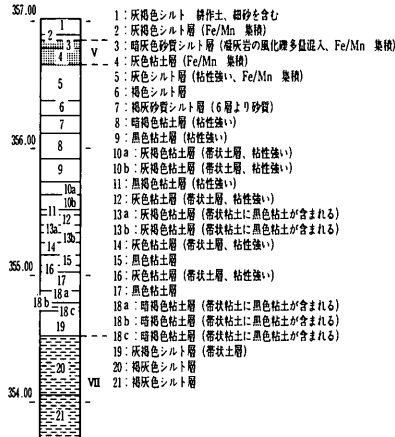 357.00
356.00
355.00
354.00
1
2
3
4
5
6
7
8
9
10a
10b
11
12
13a
13b
14
15
16
17
18a
18b
18c
19
20
21
V
VII
1：灰褐色シルト 耕作土、細砂を含む
2：灰褐色シルト層（Fe/Mn 集積）
3：暗灰色砂質シルト層（凝灰岩の風化礫多量混入、Fe/Mn 集積）
4：灰色粘土層（Fe/Mn 集積）
5：灰色シルト層（粘性強い、Fe/Mn 集積）
6：褐色シルト層
7：褐灰砂質シルト層（6層より砂質）
8：暗褐色粘土層（粘性強い）
9：黒色粘土層（粘性強い）
10a：灰褐色粘土層（帯状土層、粘性強い）
10b：灰褐色粘土層（帯状土層、粘性強い）
11：黒褐色粘土層（粘性強い）
12：灰色粘土層（帯状土層、粘性強い）
13a：灰褐色粘土層（帯状粘土に黒色粘土が含まれる）
13b：灰褐色粘土層（帯状粘土に黒色粘土が含まれる）
14：灰色粘土層（帯状土層、粘性強い）
15：黒色粘土層
16：灰色粘土層（帯状土層、粘性強い）
17：黒色粘土層
18a：暗褐色粘土層（帯状粘土に黒色粘土が含まれる）
18b：暗褐色粘土層（帯状粘土に黒色粘土が含まれる）
18c：暗褐色粘土層（帯状粘土に黒色粘土が含まれる）
19：灰褐色シルト層（帯状土層）
20：褐灰色シルト層
21：褐灰色シルト層